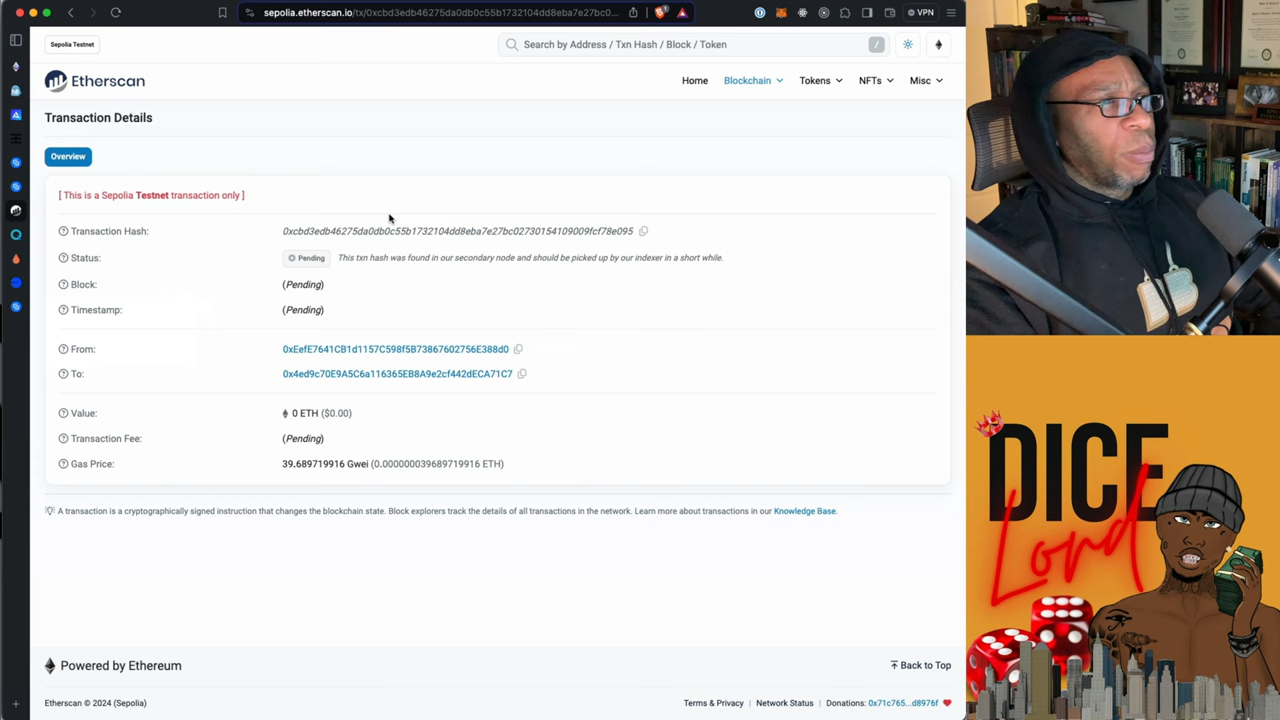 sepolia.etherscan.io/tx/0xcbd3edb46275da0db0c55b1732104dd8eba7e27bc0...
VPN
Sepolia Testnet
Search by Address / Txn Hash / Block / Token
/
Etherscan
Home
Blockchain
Tokens
NFTs
Misc
Transaction Details
Overview
[ This is a Sepolia Testnet transaction only ]
Transaction Hash: 0xcbd3edb46275da0db0c55b1732104dd8eba7e27bc02730154109009fcf78e095
Status: Pending This txn hash was found in our secondary node and should be picked up by our indexer in a short while.
Block: (Pending)
Timestamp: (Pending)
From: 0xEefE7641CB1d1157C598f5B73867602756E388d0
To: 0x4ed9c70E9A5C6a116365EB8A9e2cf442dECA71C7
Value: 0 ETH ($0.00)
Transaction Fee: (Pending)
Gas Price: 39.689719916 Gwei (0.000000039689719916 ETH)
A transaction is a cryptographically signed instruction that changes the blockchain state. Block explorers track the details of all transactions in the network. Learn more about transactions in our Knowledge Base.
Powered by Ethereum
Back to Top
Etherscan © 2024 (Sepolia)
Terms & Privacy | Network Status | Donations: 0x71c765...d8976f
DICE
Lord